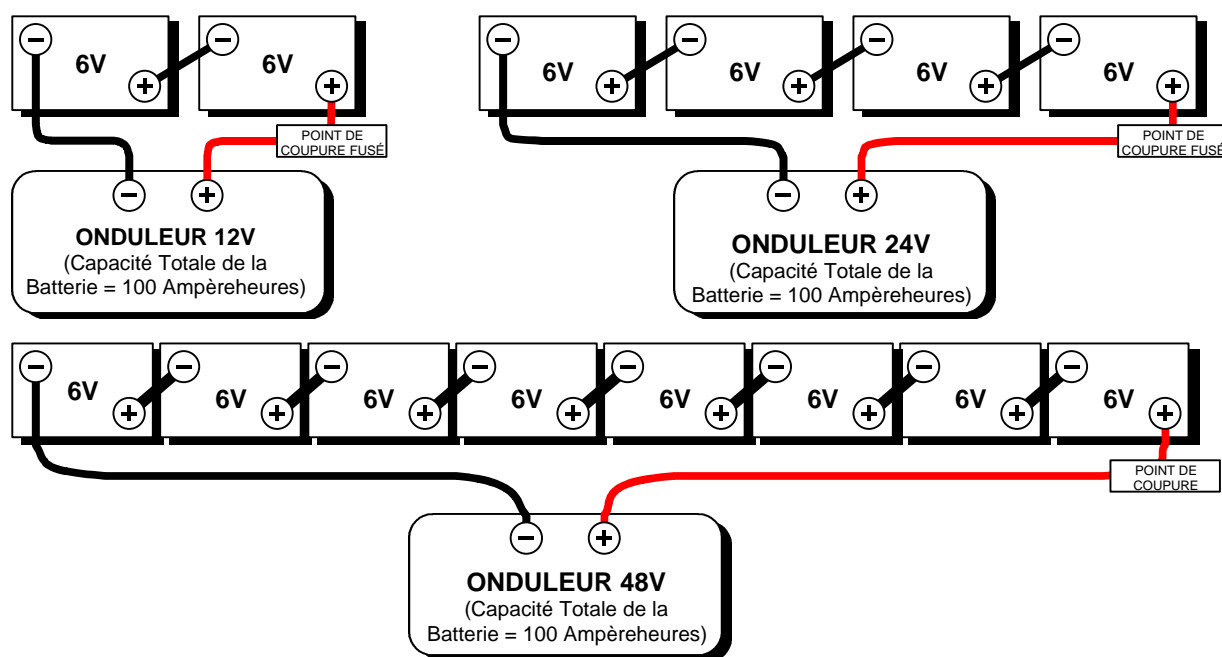 − − − − − −
6V 6V 6V 6V 6V 6V
+ + + + + +
POINT DE
COUPURE FUSÉ
POINT DE
COUPURE FUSÉ
− + − +
ONDULEUR 12V
(Capacité Totale de la
Batterie = 100 Ampèreheures)
ONDULEUR 24V
(Capacité Totale de la
Batterie = 100 Ampèreheures)
− − − − − − − −
6V 6V 6V 6V 6V 6V 6V 6V
+ + + + + + + +
POINT DE
COUPURE
− +
ONDULEUR 48V
(Capacité Totale de la
Batterie = 100 Ampèreheures)